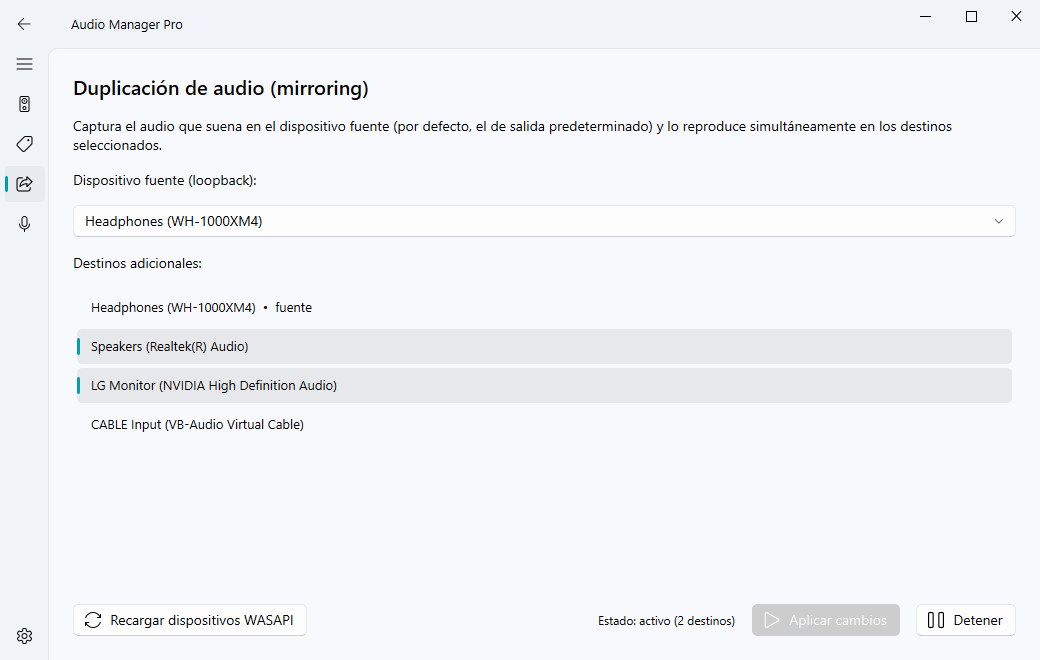 Audio Manager Pro
Duplicación de audio (mirroring)
Captura el audio que suena en el dispositivo fuente (por defecto, el de salida predeterminado) y lo reproduce simultáneamente en los destinos
seleccionados.
Dispositivo fuente (loopback):
Headphones (WH-1000XM4)
Destinos adicionales:
Headphones (WH-1000XM4) • fuente
Speakers (Realtek(R) Audio)
LG Monitor (NVIDIA High Definition Audio)
CABLE Input (VB-Audio Virtual Cable)
Recargar dispositivos WASAPI
Estado: activo (2 destinos)
Aplicar cambios
Detener